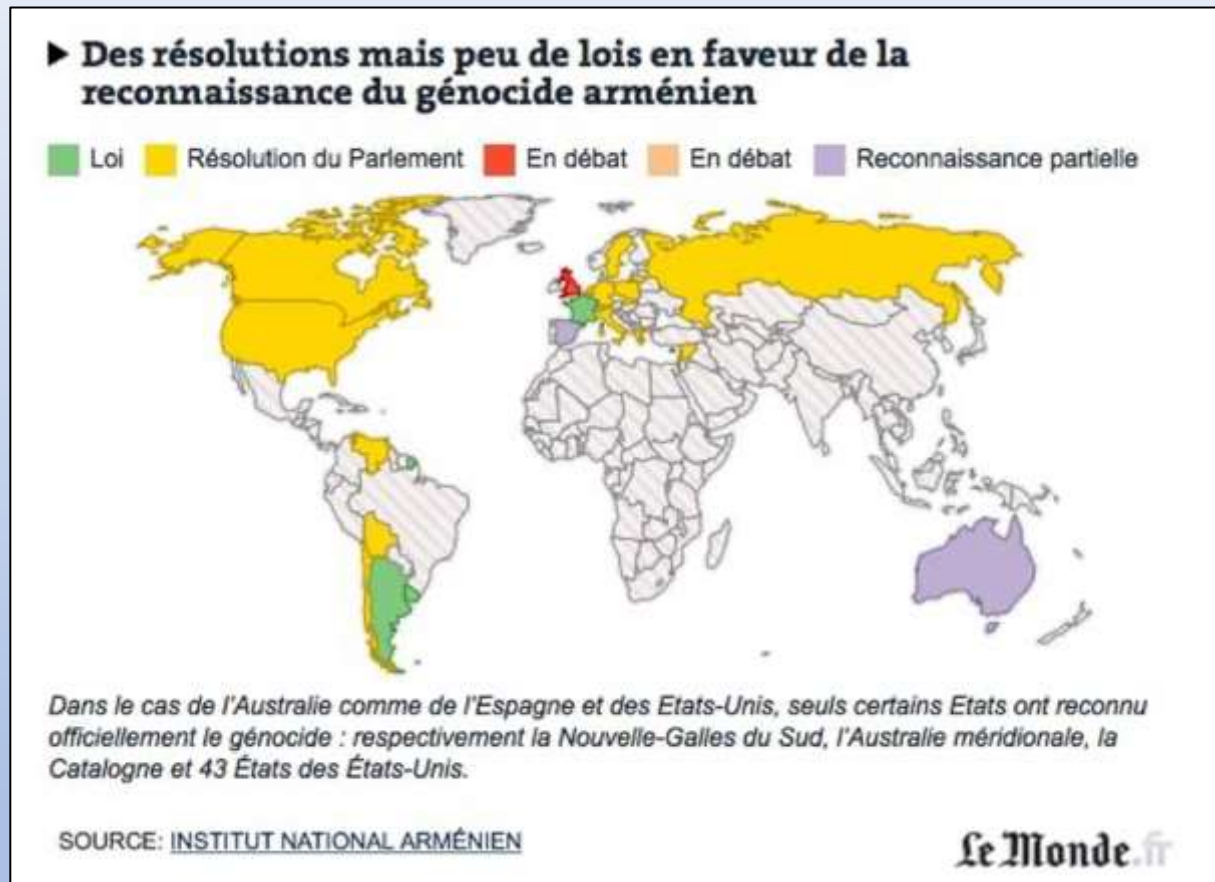 ► Des résolutions mais peu de lois en faveur de la
reconnaissance du génocide arménien
Loi Résolution du Parlement En débat En débat Reconnaissance partielle
Dans le cas de l'Australie comme de l'Espagne et des Etats-Unis, seuls certains Etats ont reconnu
officiellement le génocide : respectivement la Nouvelle-Galles du Sud, l'Australie méridionale, la
Catalogne et 43 États des États-Unis.
SOURCE: INSTITUT NATIONAL ARMÉNIEN
Le Monde.fr